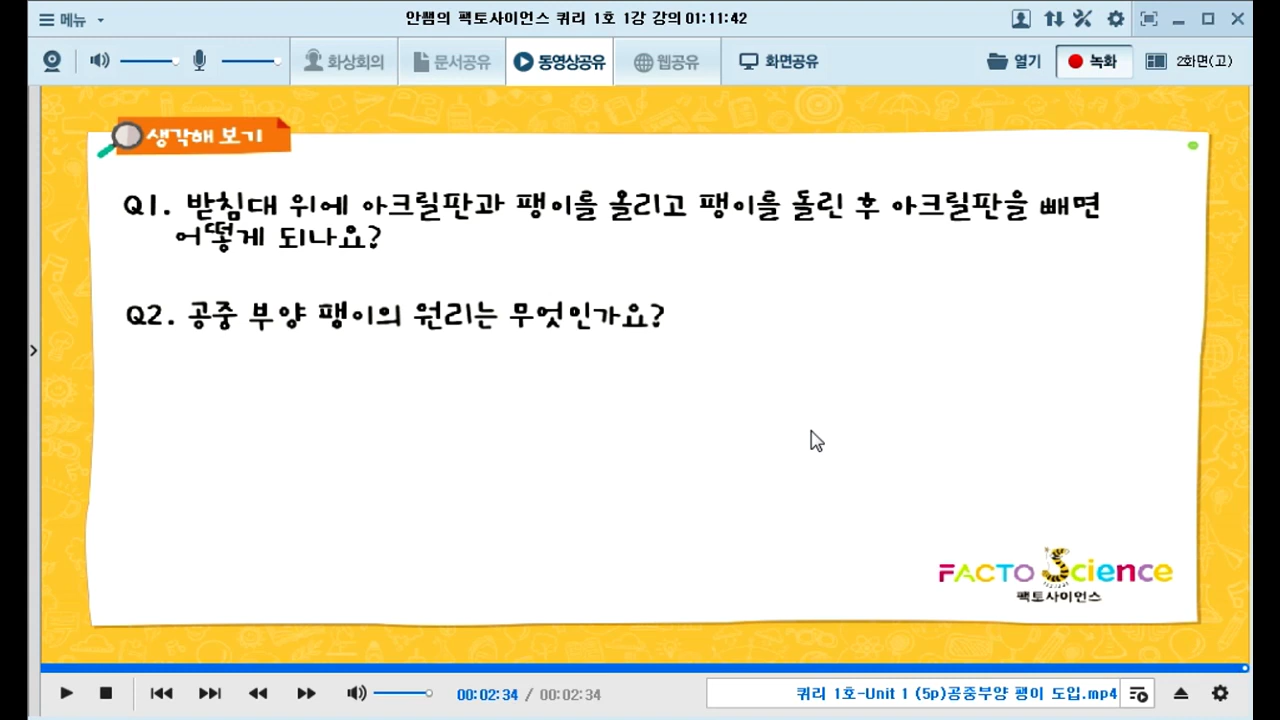 메뉴
안쌤의 팩토사이언스 퀴리 1호 1강 강의 01:11:42
화상회의
문서공유
동영상공유
웹공유
화면공유
열기
녹화
2화면(고)
생각해 보기
Q1. 받침대 위에 아크릴판과 팽이를 올리고 팽이를 돌린 후 아크릴판을 빼면
어떻게 되나요?
Q2. 공중 부양 팽이의 원리는 무엇인가요?
FACTO Science
팩토사이언스
00:02:34 / 00:02:34
퀴리 1호-Unit 1 (5p)공중부양 팽이 도입.mp4